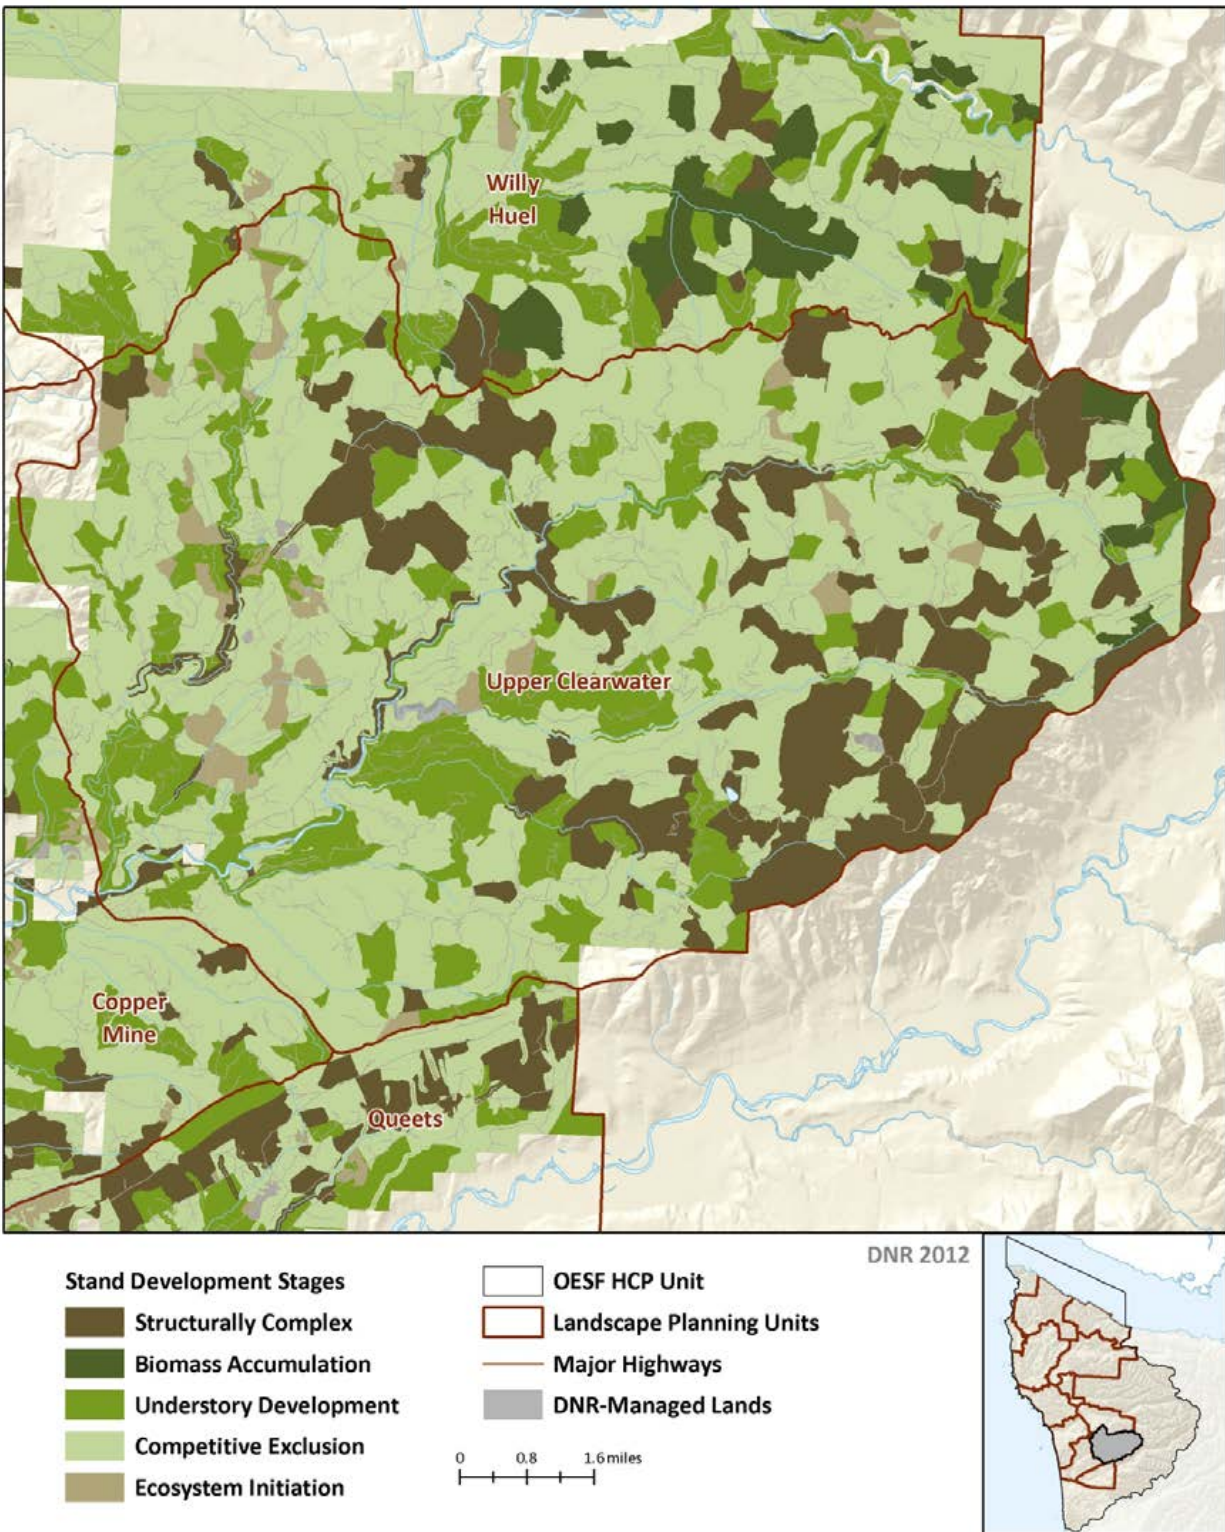 Willy
Huel
Upper Clearwater
Copper
Mine
Queets
DNR 2012
Stand Development Stages
Structurally Complex
Biomass Accumulation
Understory Development
Competitive Exclusion
Ecosystem Initiation
OESF HCP Unit
Landscape Planning Units
Major Highways
DNR-Managed Lands
0 0.8 1.6 miles